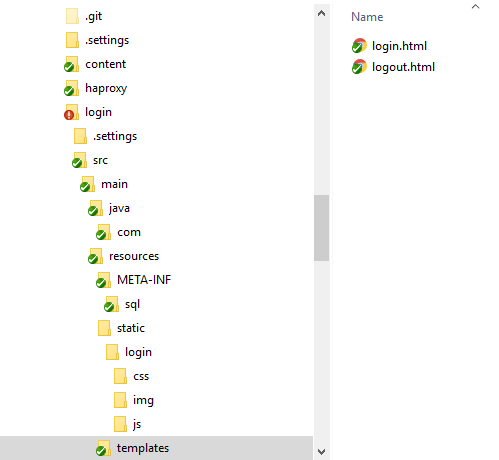 .git
.settings
content
haproxy
login
.settings
src
main
java
com
resources
META-INF
sql
static
login
css
img
js
templates
Name
login.html
logout.html